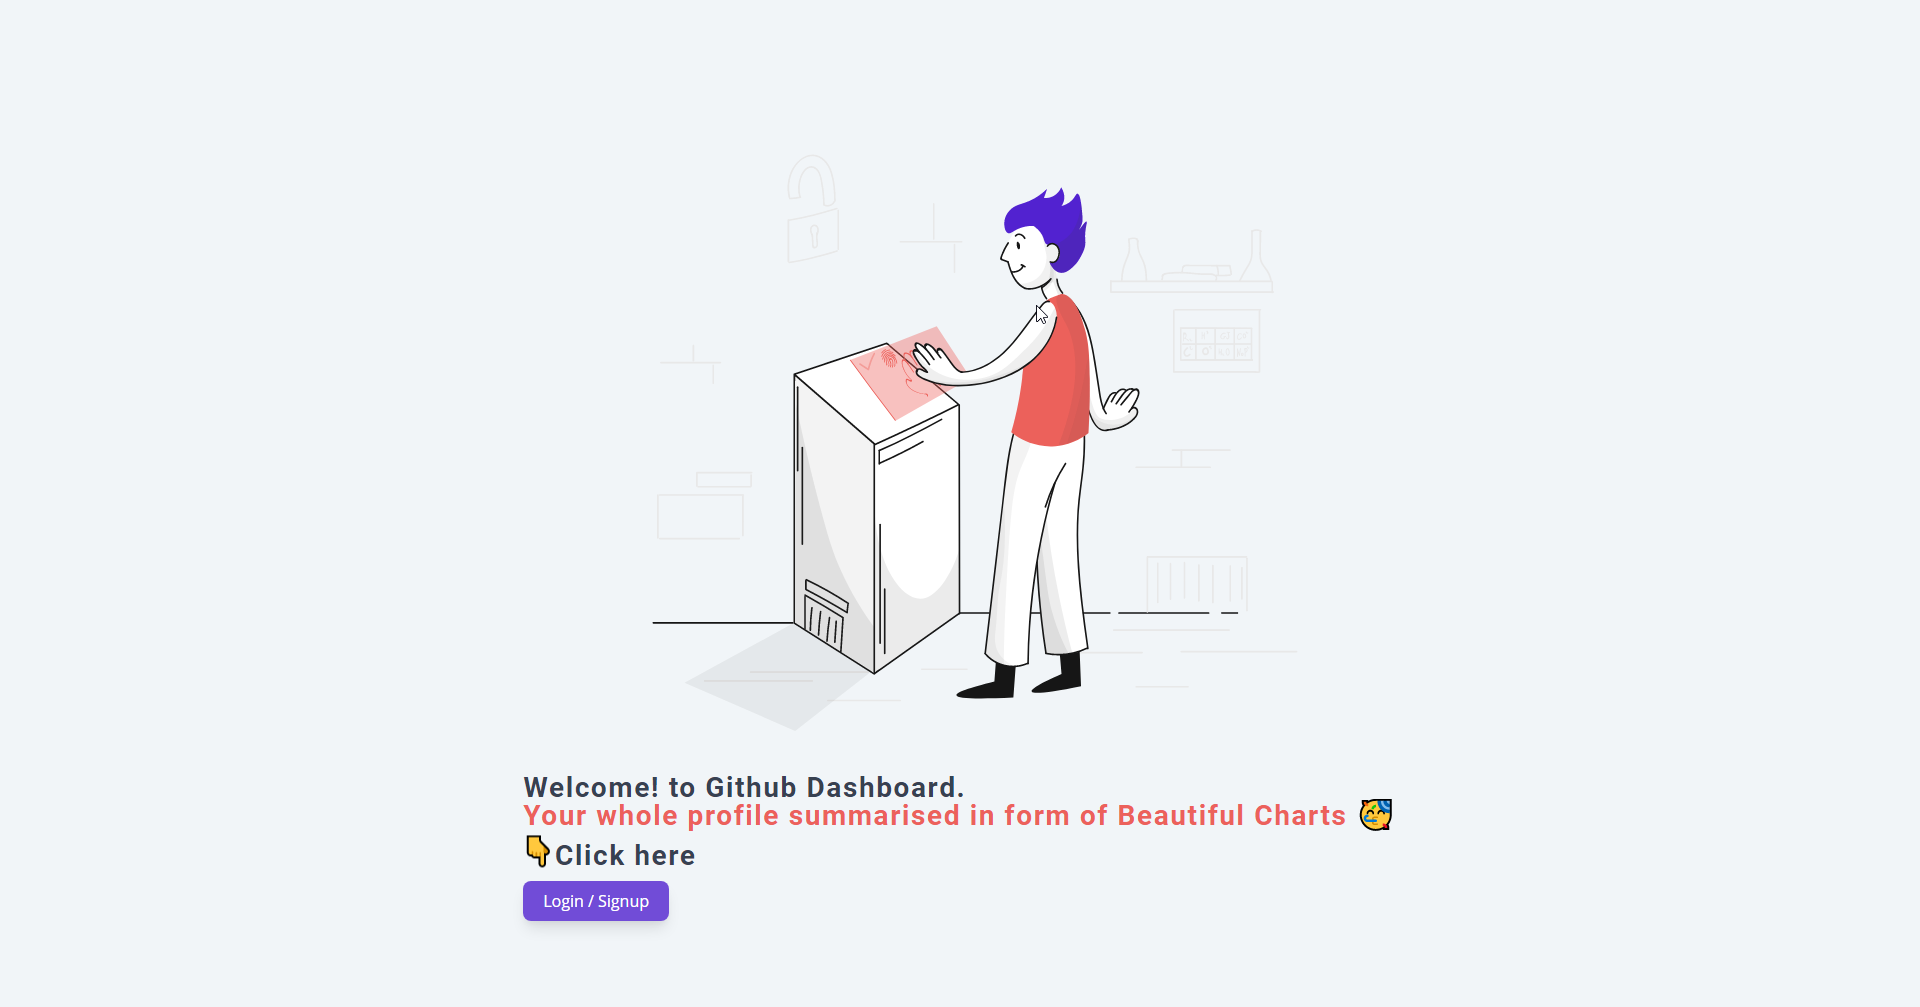 Welcome! to Github Dashboard.
Your whole profile summarised in form of Beautiful Charts 🥳
👇Click here
Login / Signup